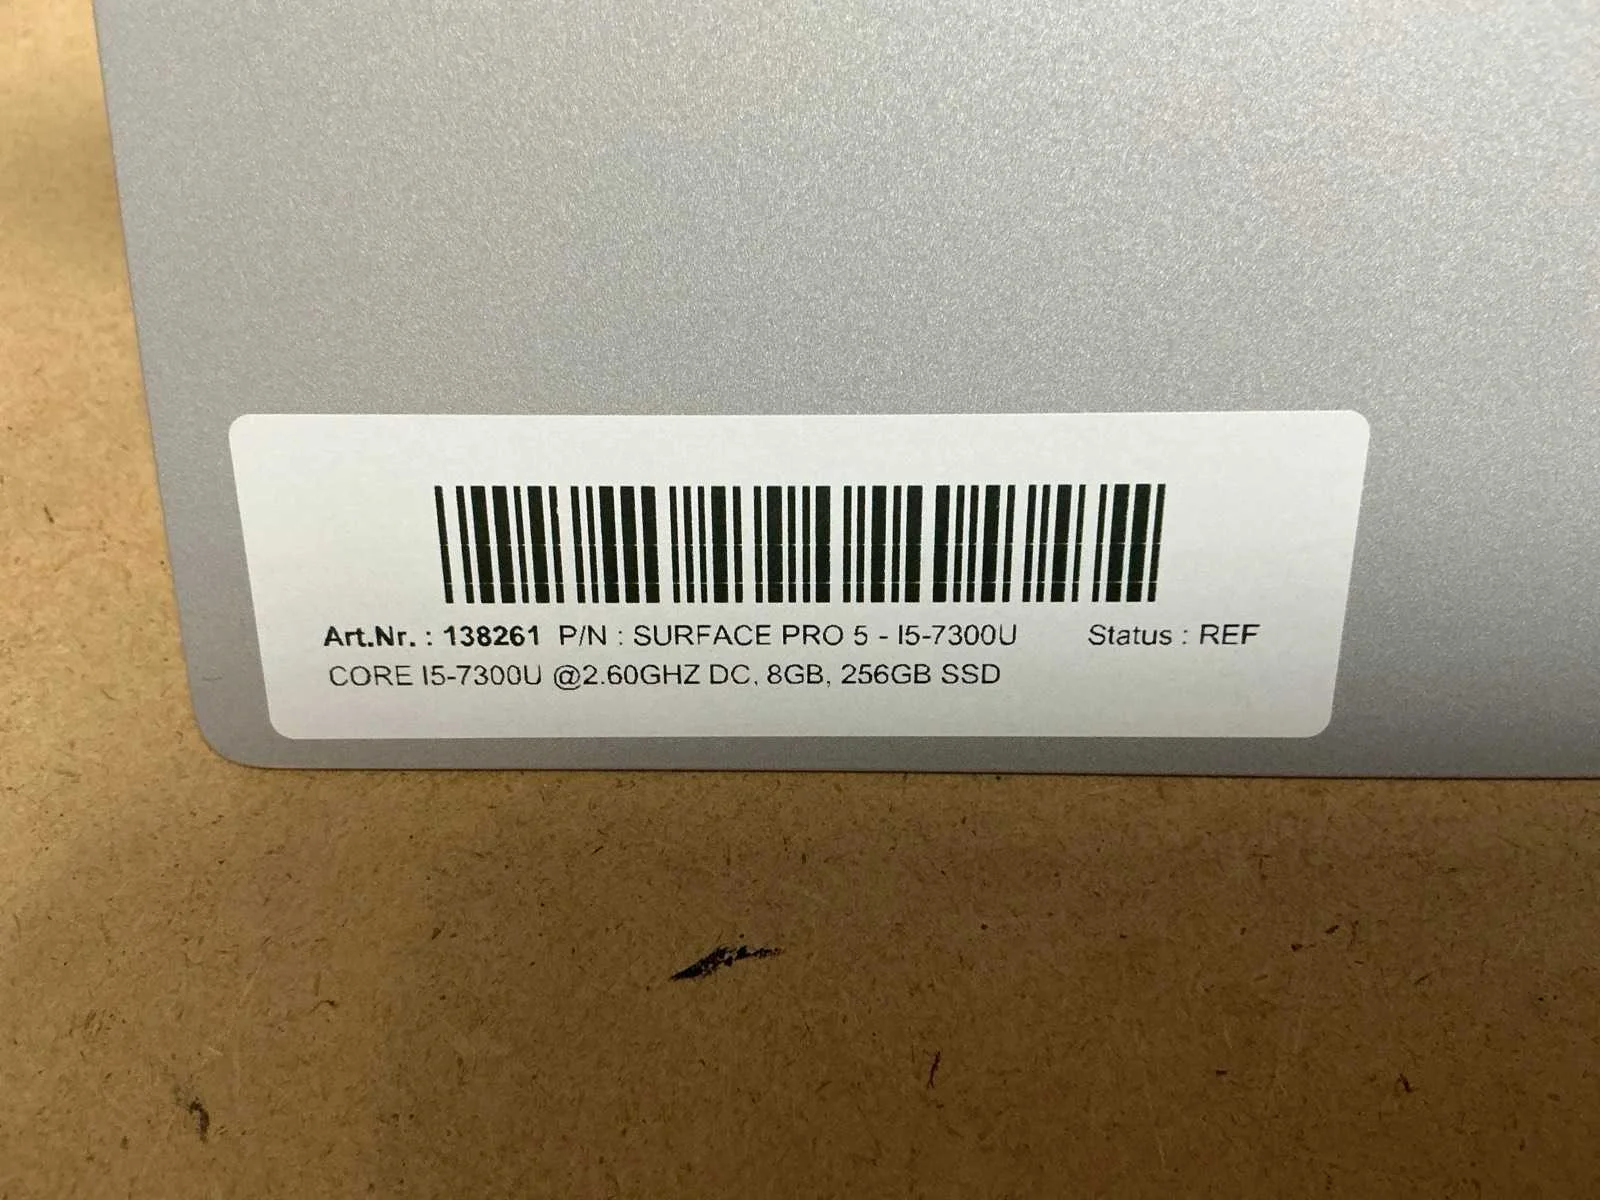 Art.Nr. : 138261 P/N : SURFACE PRO 5 - I5-7300U Status : REF
CORE I5-7300U @2.60GHZ DC, 8GB, 256GB SSD